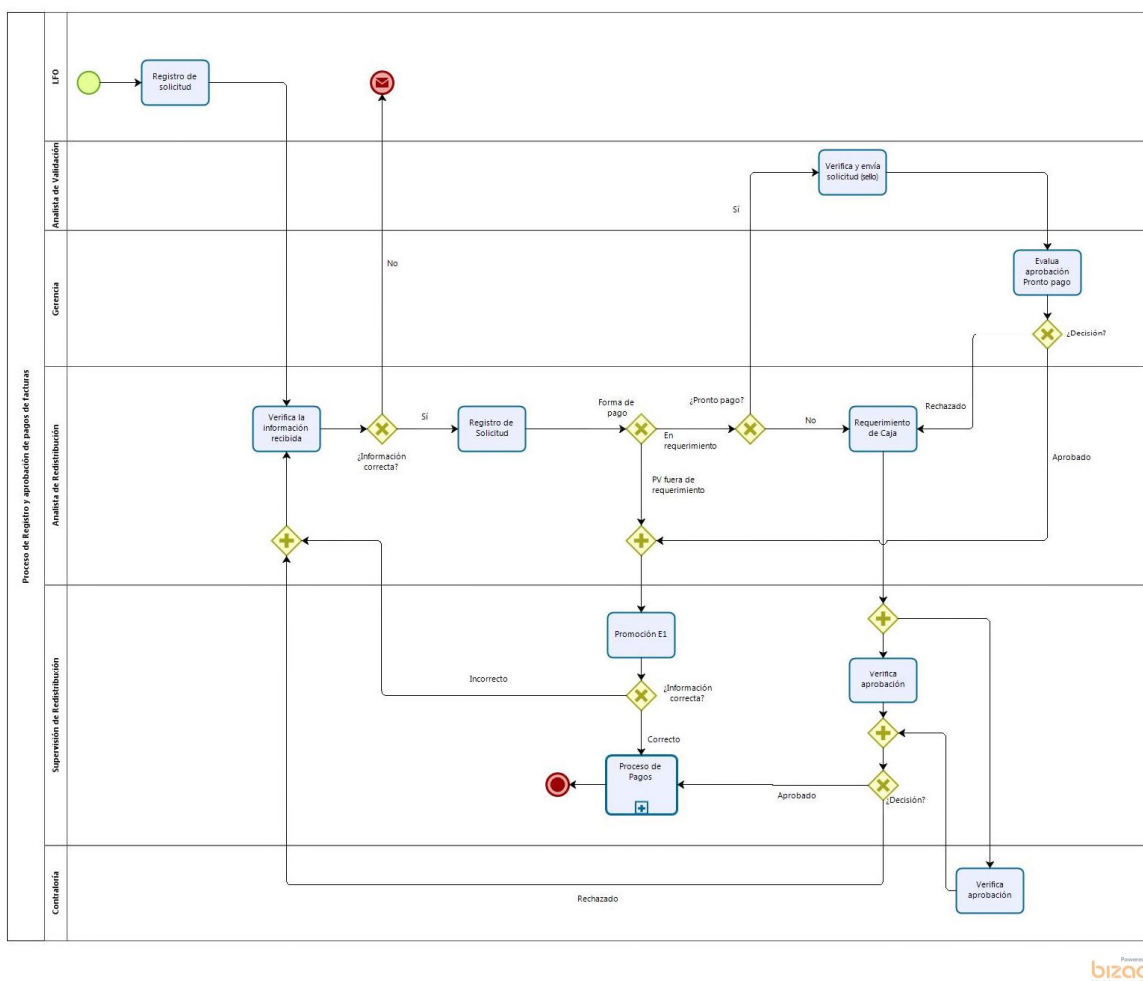 Proceso de Registro y aprobación de pagos de facturas
LFO
Registro de
solicitud
Analista de Validación
Verifica y envía
solicitud (sello)
Sí
Gerencia
No
Evalua
aprobación
Pronto pago
¿Decisión?
Rechazado
Aprobado
Analista de Redistribución
Verifica la
información
recibida
¿Información
correcta?
Sí
Registro de
Solicitud
Forma de
pago
En
requerimiento
¿Pronto pago?
No
Requerimiento
de Caja
PV fuera de
requerimiento
Supervisión de Redistribución
Promoción E1
Incorrecto
¿Información
correcta?
Correcto
Proceso de
Pagos
Verifica
aprobación
Aprobado
¿Decisión?
Contraloría
Rechazado
Verifica
aprobación
Powered